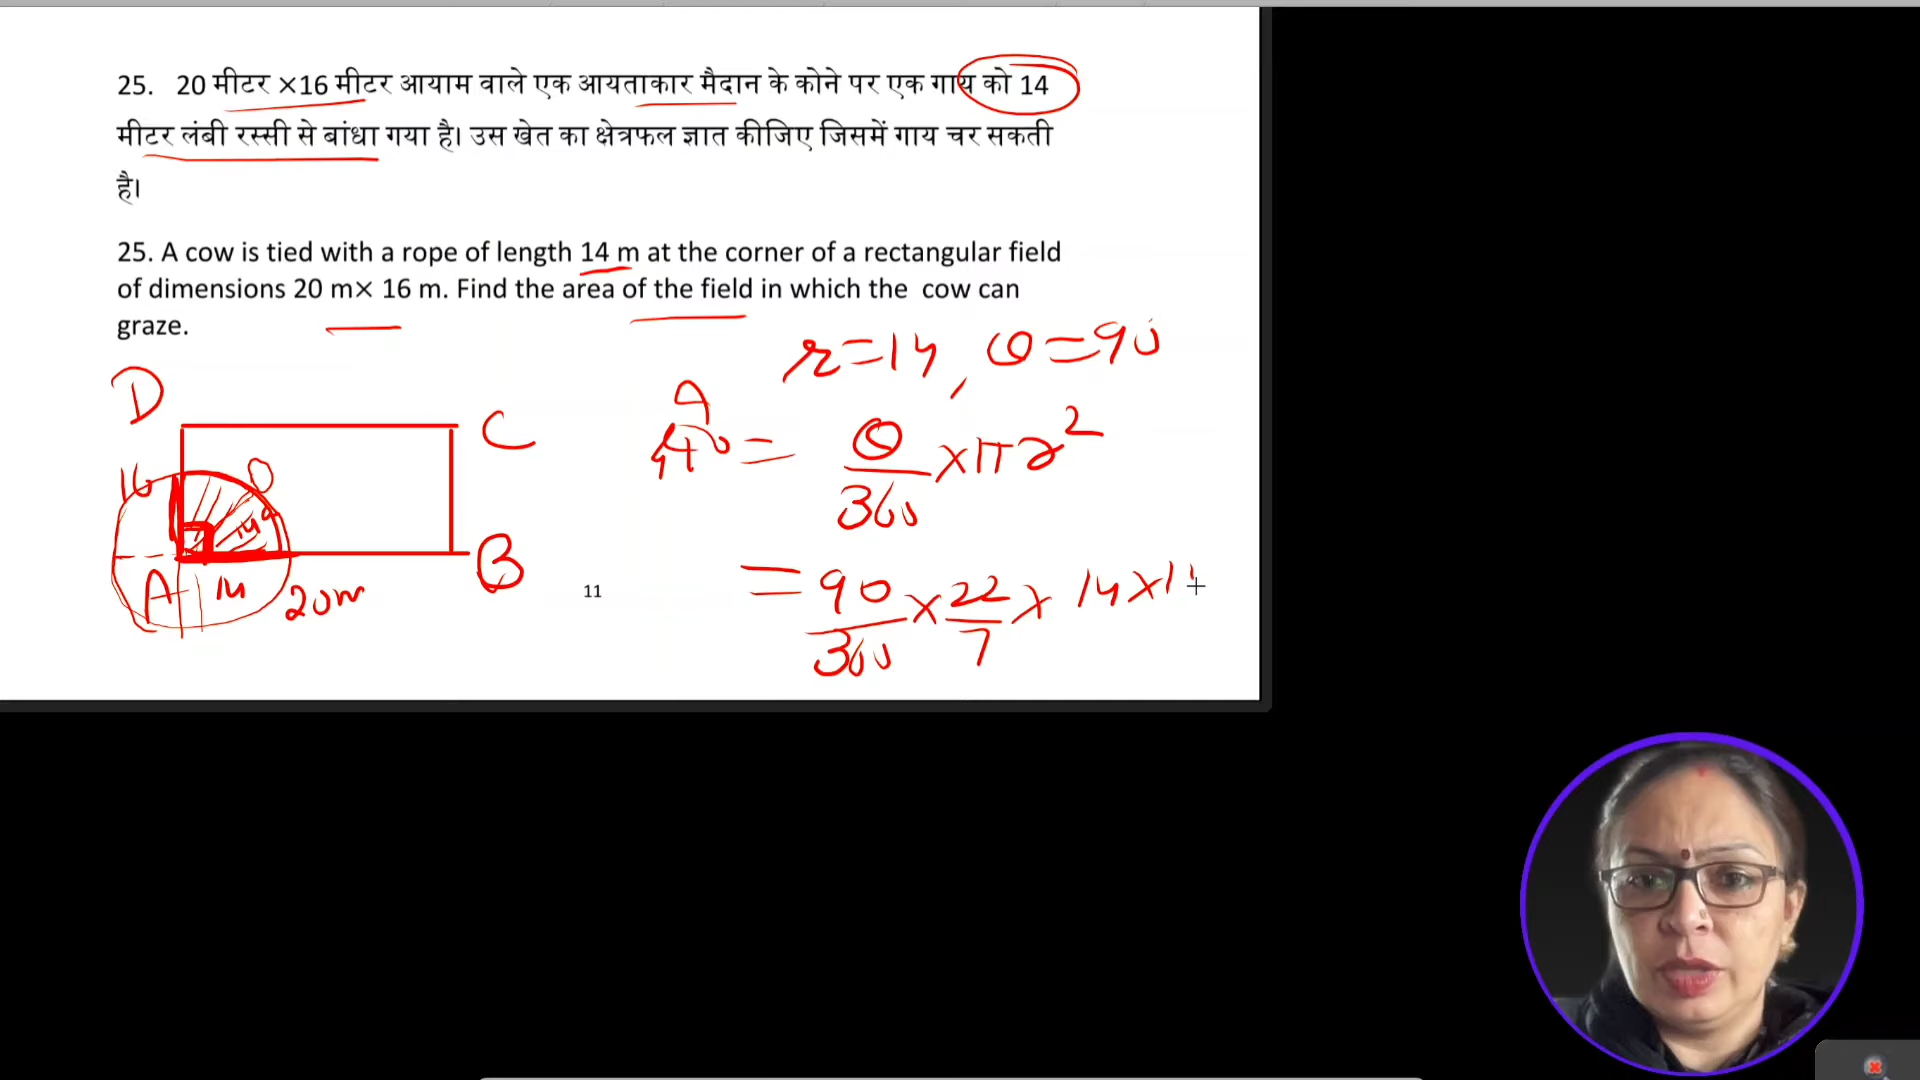 25. 20 मीटर ×16 मीटर आयाम वाले एक आयताकार मैदान के कोने पर एक गाय को 14
मीटर लंबी रस्सी से बांधा गया है। उस खेत का क्षेत्रफल ज्ञात कीजिए जिसमें गाय चर सकती
है।
25. A cow is tied with a rope of length 14 m at the corner of a rectangular field
of dimensions 20 m× 16 m. Find the area of the field in which the cow can
graze.
r=14, θ=90
D
C
= θ/360 ×πr²
16
14
A
14
20m
B
11
= 90/360 × 22/7 × 14×1